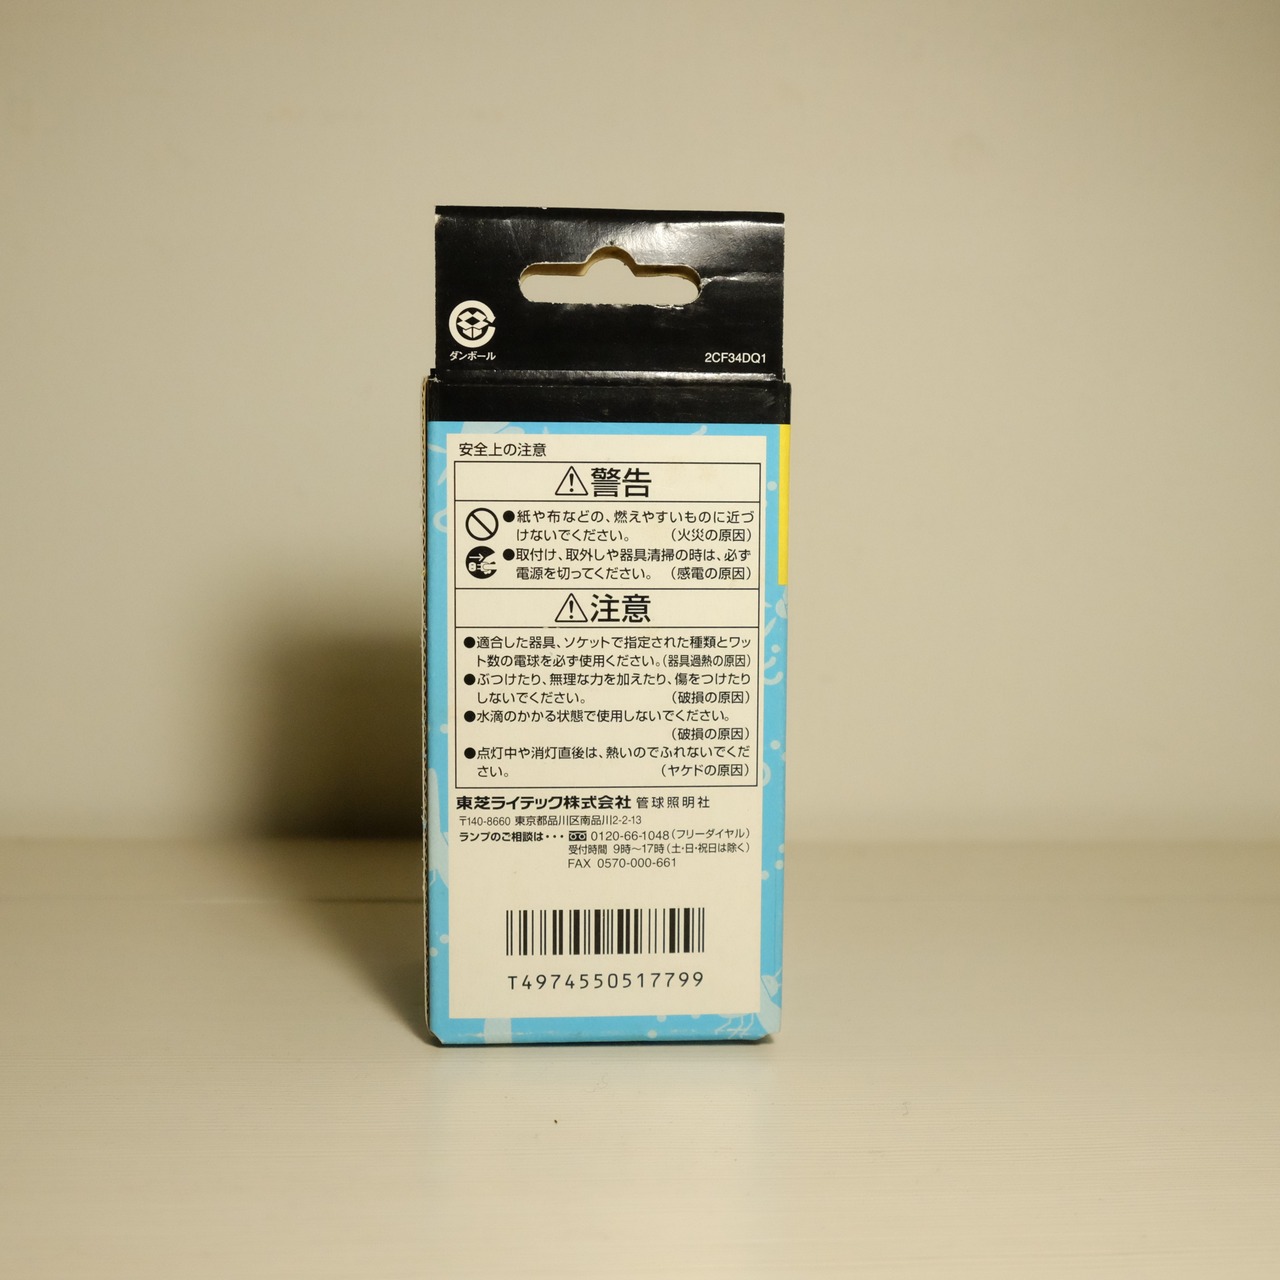 ダンボール
2CF34DQ1
安全上の注意
警告
●紙や布などの、燃えやすいものに近づ
けないでください。 (火災の原因)
●取付け、取外しや器具清掃の時は、必ず
電源を切ってください。 (感電の原因)
注意
●適合した器具、ソケットで指定された種類とワッ
ト数の電球を必ず使用ください。(器具過熱の原因)
●ぶつけたり、無理な力を加えたり、傷をつけたり
しないでください。 (破損の原因)
●水滴のかかる状態で使用しないでください。
(破損の原因)
●点灯中や消灯直後は、熱いのでふれないでくだ
さい。 (ヤケドの原因)
東芝ライテック株式会社 管球照明社
〒140-8660 東京都品川区南品川2-2-13
ランプのご相談は・・・ 0120-66-1048(フリーダイヤル)
受付時間 9時～17時(土・日・祝日は除く)
FAX 0570-000-661
T4974550517799